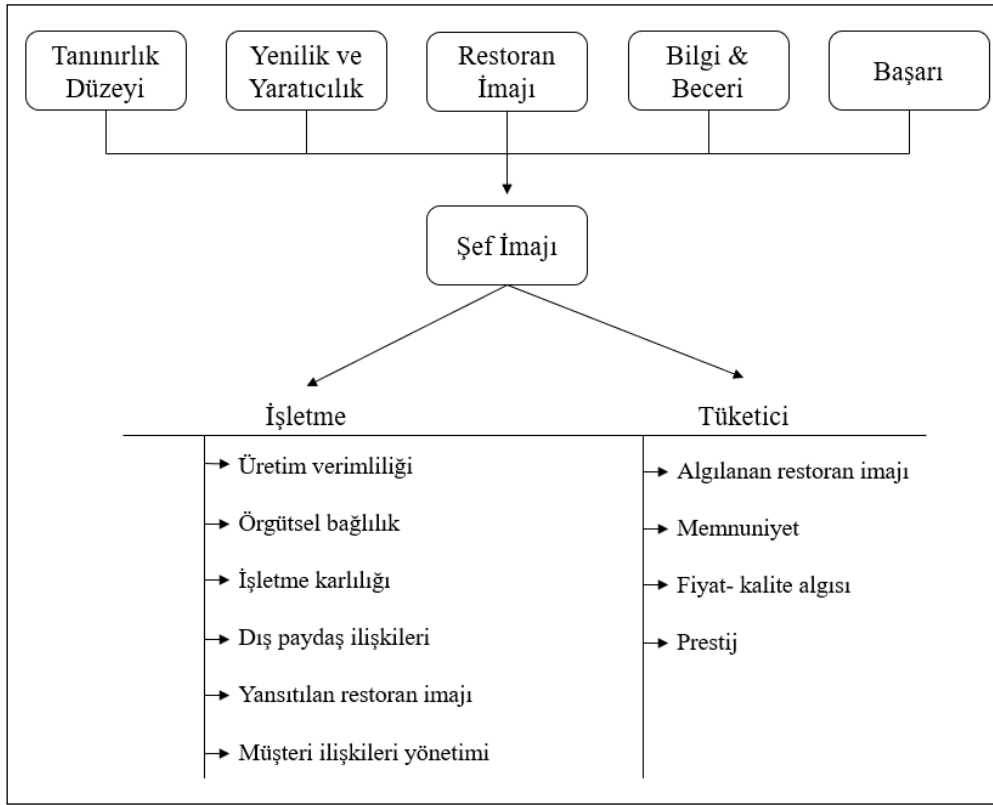 Tanınırlık
Düzeyi
Yenilik ve
Yaratıcılık
Restoran
İmajı
Bilgi &
Beceri
Başarı
Şef İmajı
İşletme
Üretim verimliliği
Örgütsel bağlılık
İşletme karlılığı
Dış paydaş ilişkileri
Yansıtılan restoran imajı
Müşteri ilişkileri yönetimi
Tüketici
Algılanan restoran imajı
Memnuniyet
Fiyat- kalite algısı
Prestij